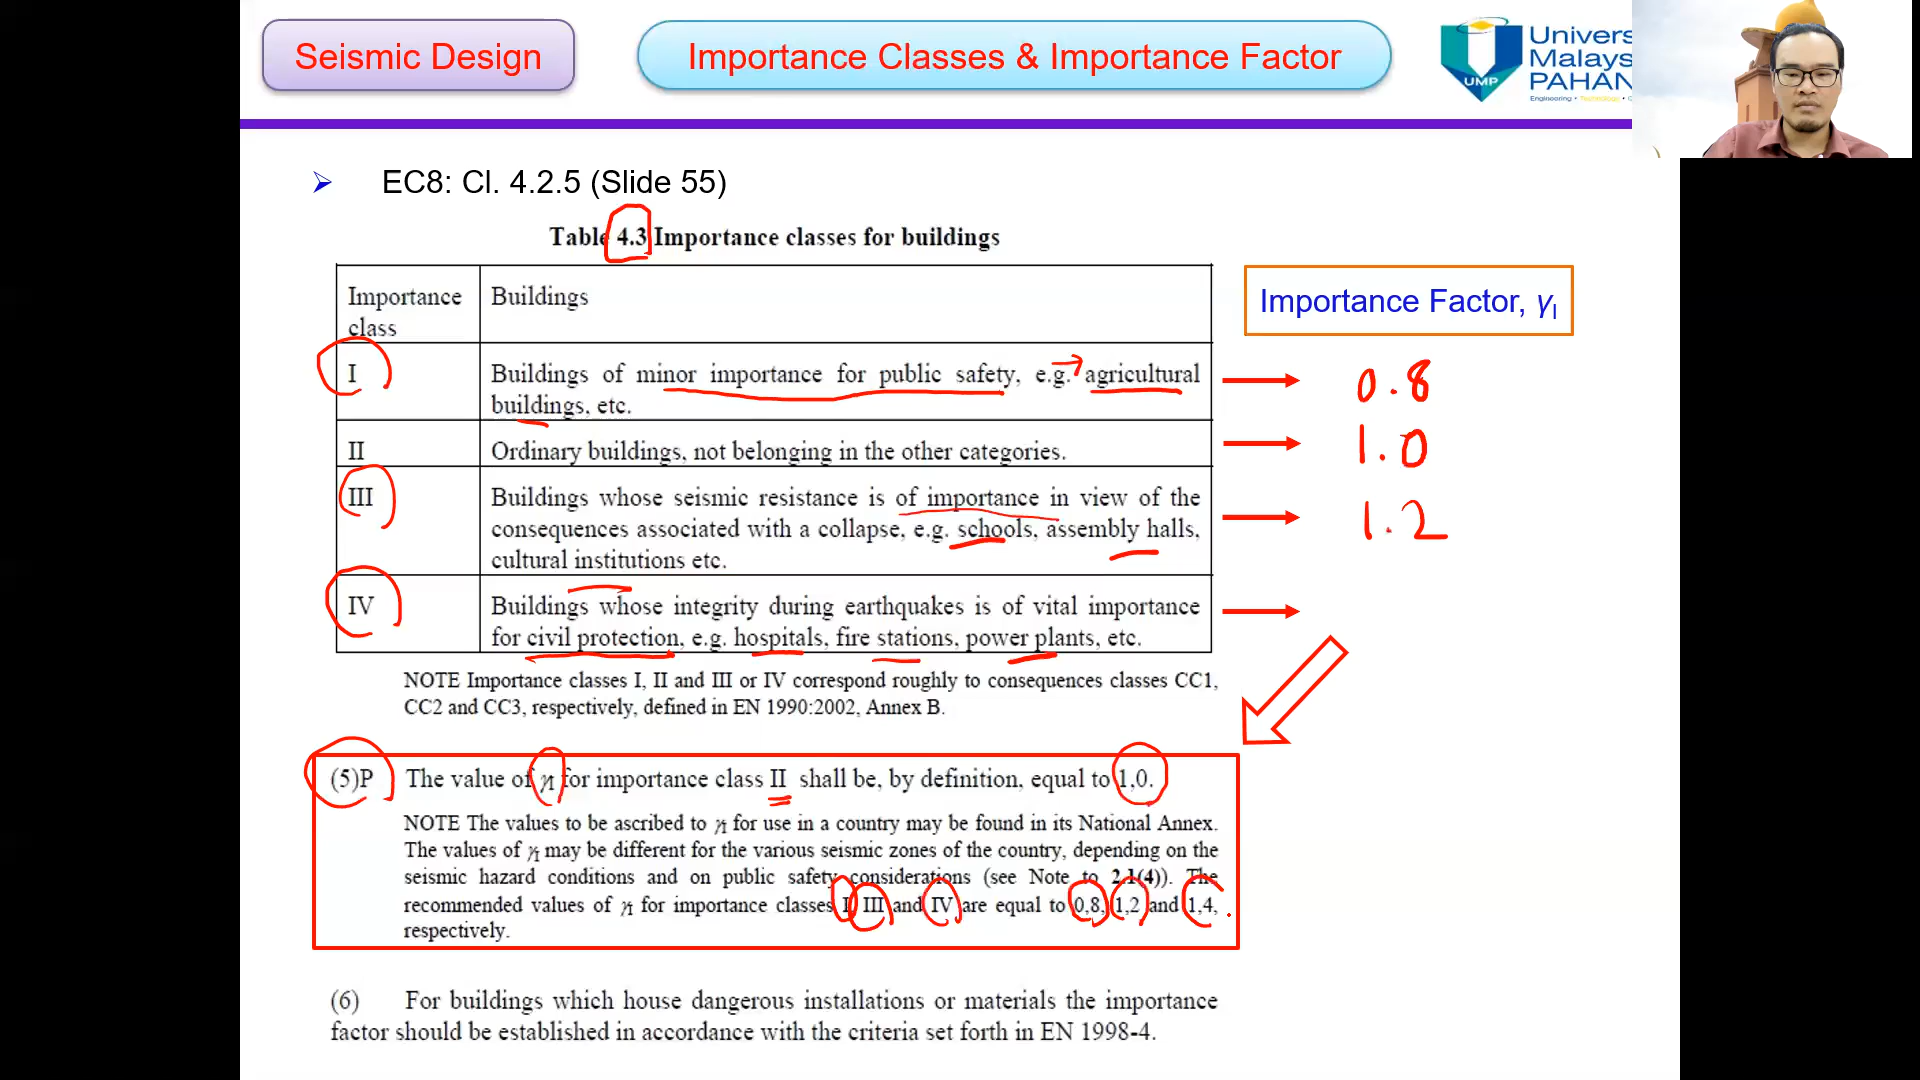 Seismic Design
Importance Classes & Importance Factor
Univers
Malays
PAHAN
UMP
EC8: Cl. 4.2.5 (Slide 55)
Table 4.3 Importance classes for buildings
Importance class
Buildings
Importance Factor, γI
I
Buildings of minor importance for public safety, e.g. agricultural
buildings, etc.
0.8
II
Ordinary buildings, not belonging in the other categories.
1.0
III
Buildings whose seismic resistance is of importance in view of the
consequences associated with a collapse, e.g. schools, assembly halls,
cultural institutions etc.
1.2
IV
Buildings whose integrity during earthquakes is of vital importance
for civil protection, e.g. hospitals, fire stations, power plants, etc.
NOTE Importance classes I, II and III or IV correspond roughly to consequences classes CC1,
CC2 and CC3, respectively, defined in EN 1990:2002, Annex B.
(5)P The value of γI for importance class II shall be, by definition, equal to 1,0.
NOTE The values to be ascribed to γI for use in a country may be found in its National Annex.
The values of γI may be different for the various seismic zones of the country, depending on the
seismic hazard conditions and on public safety considerations (see Note to 2.1(4)). The
recommended values of γI for importance classes I, III and IV are equal to 0,8, 1,2 and 1,4,
respectively.
(6) For buildings which house dangerous installations or materials the importance
factor should be established in accordance with the criteria set forth in EN 1998-4.